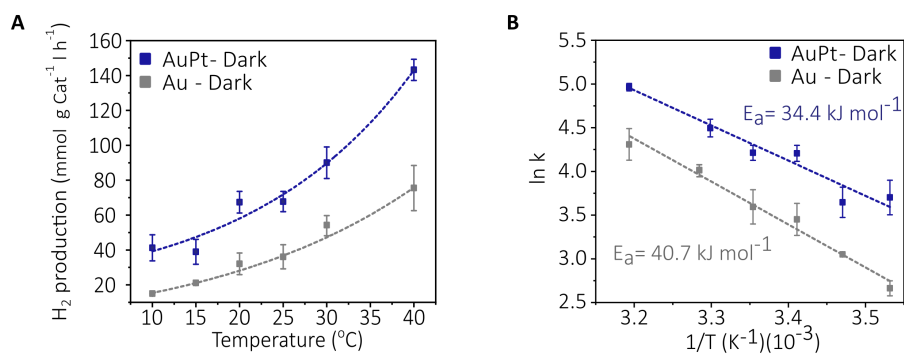 A
H₂ production (mmol g Cat⁻¹ l h⁻¹)
160
140
120
100
80
60
40
20
AuPt- Dark
Au - Dark
10 15 20 25 30 35 40
Temperature (ᵒC)
B
ln k
5.5
5.0
4.5
4.0
3.5
3.0
2.5
AuPt- Dark
Au - Dark
Eₐ= 34.4 kJ mol⁻¹
Eₐ= 40.7 kJ mol⁻¹
3.2 3.3 3.4 3.5
1/T (K⁻¹)(10⁻³)